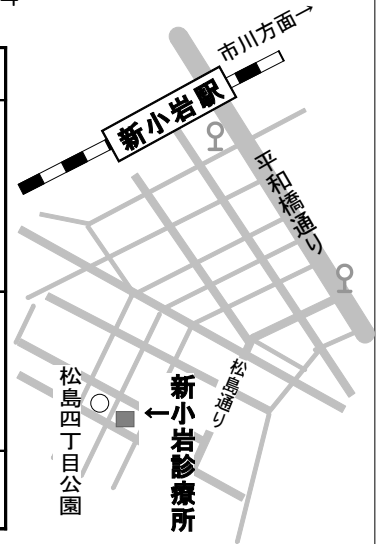 市川方面→
新小岩駅
平和橋通り
松島通り
新小岩診療所
←
松島四丁目公園